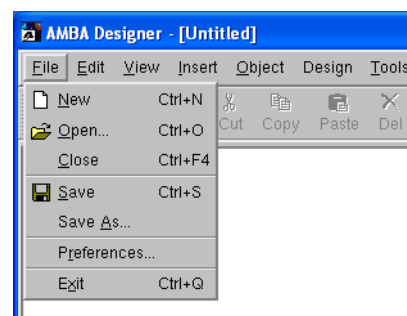 AMBA Designer - [Untitled]
File Edit View Insert Object Design Tools
New Ctrl+N
Open... Ctrl+O
Close Ctrl+F4
Save Ctrl+S
Save As...
Preferences...
Exit Ctrl+Q
Cut Copy Paste Del